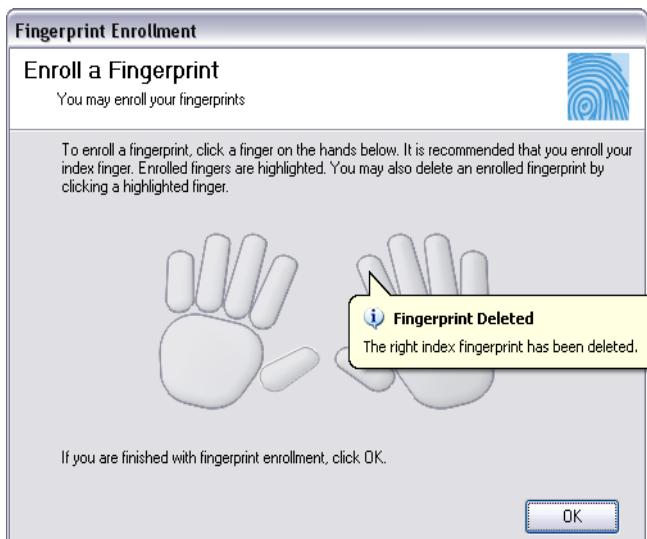 Fingerprint Enrollment
Enroll a Fingerprint
You may enroll your fingerprints
To enroll a fingerprint, click a finger on the hands below. It is recommended that you enroll your
index finger. Enrolled fingers are highlighted. You may also delete an enrolled fingerprint by
clicking a highlighted finger.
Fingerprint Deleted
The right index fingerprint has been deleted.
If you are finished with fingerprint enrollment, click OK.
OK